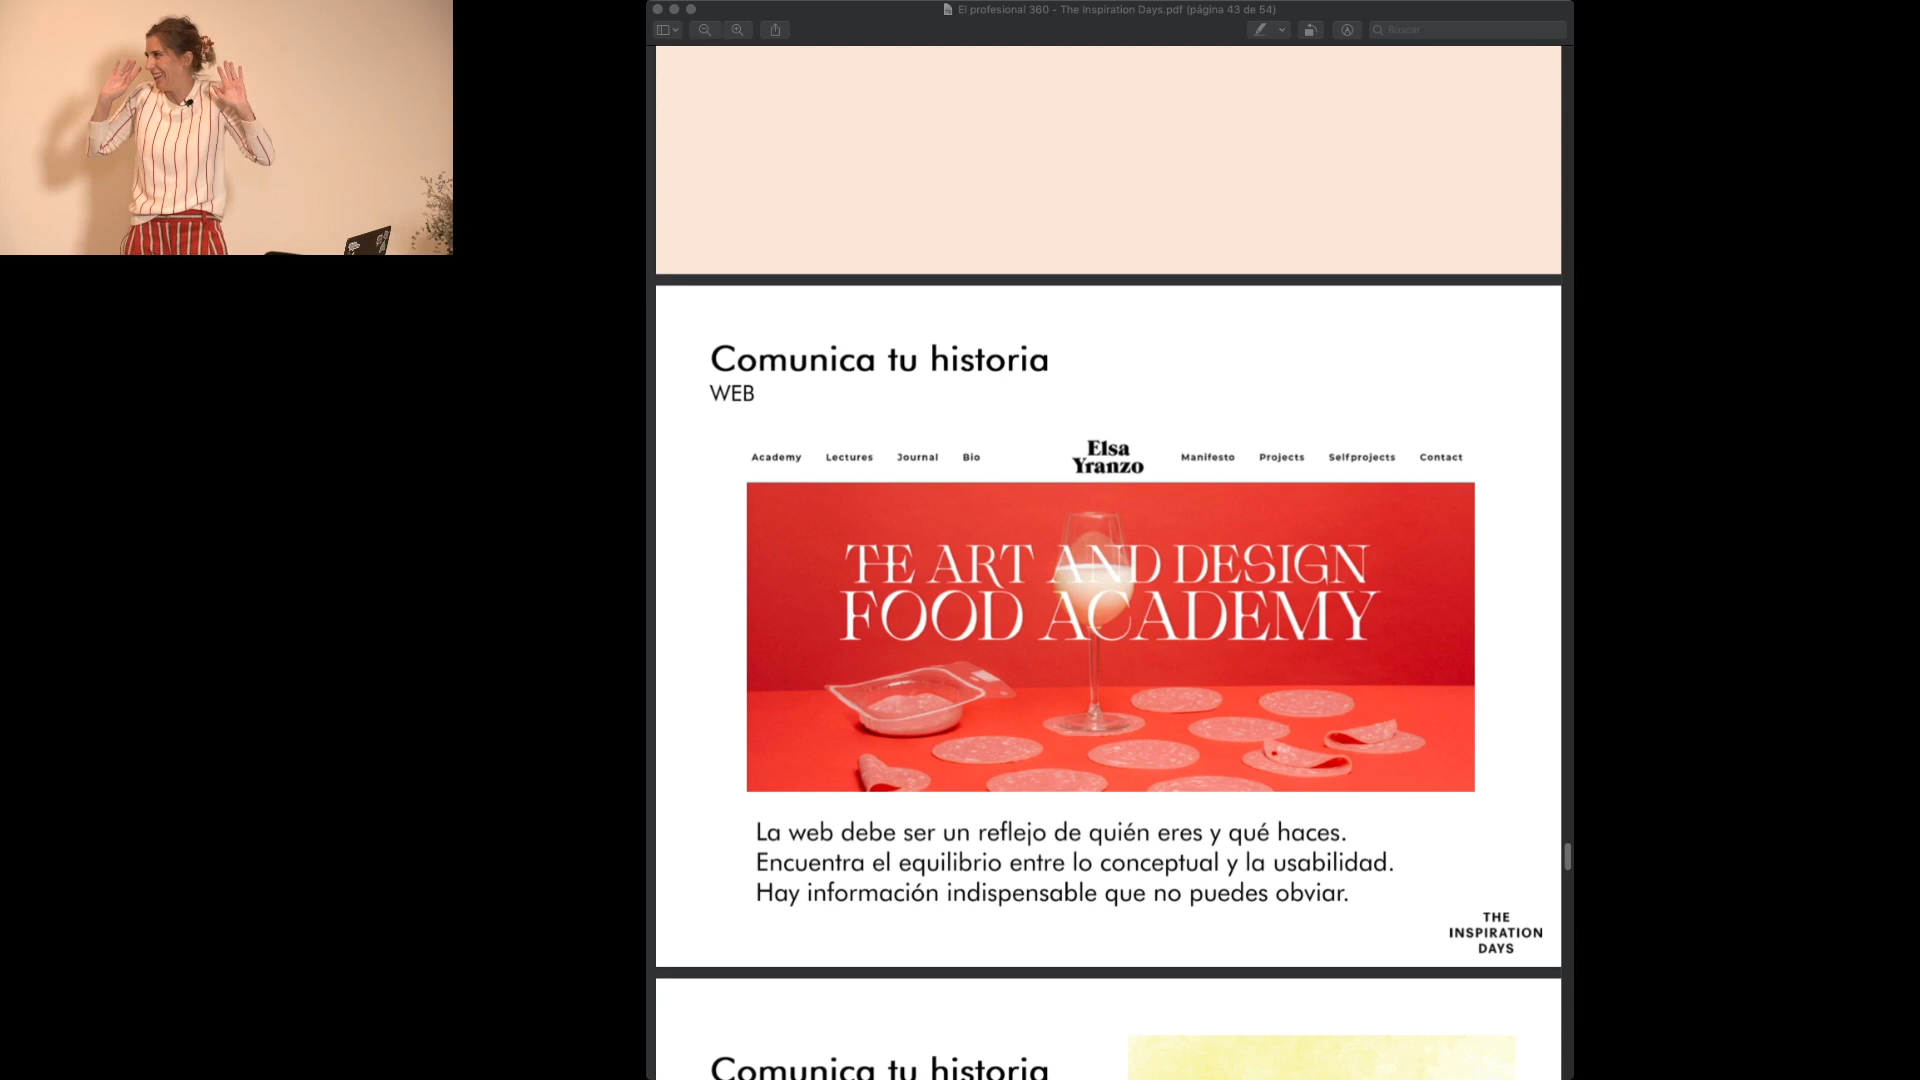 El profesional 360 - The Inspiration Days.pdf (página 43 de 54)
Buscar
Comunica tu historia
WEB
Academy Lectures Journal Bio Elsa Yranzo Manifesto Projects Selfprojects Contact
THE ART AND DESIGN
FOOD ACADEMY
La web debe ser un reflejo de quién eres y qué haces.
Encuentra el equilibrio entre lo conceptual y la usabilidad.
Hay información indispensable que no puedes obviar.
THE
INSPIRATION
DAYS
Comunica tu historia